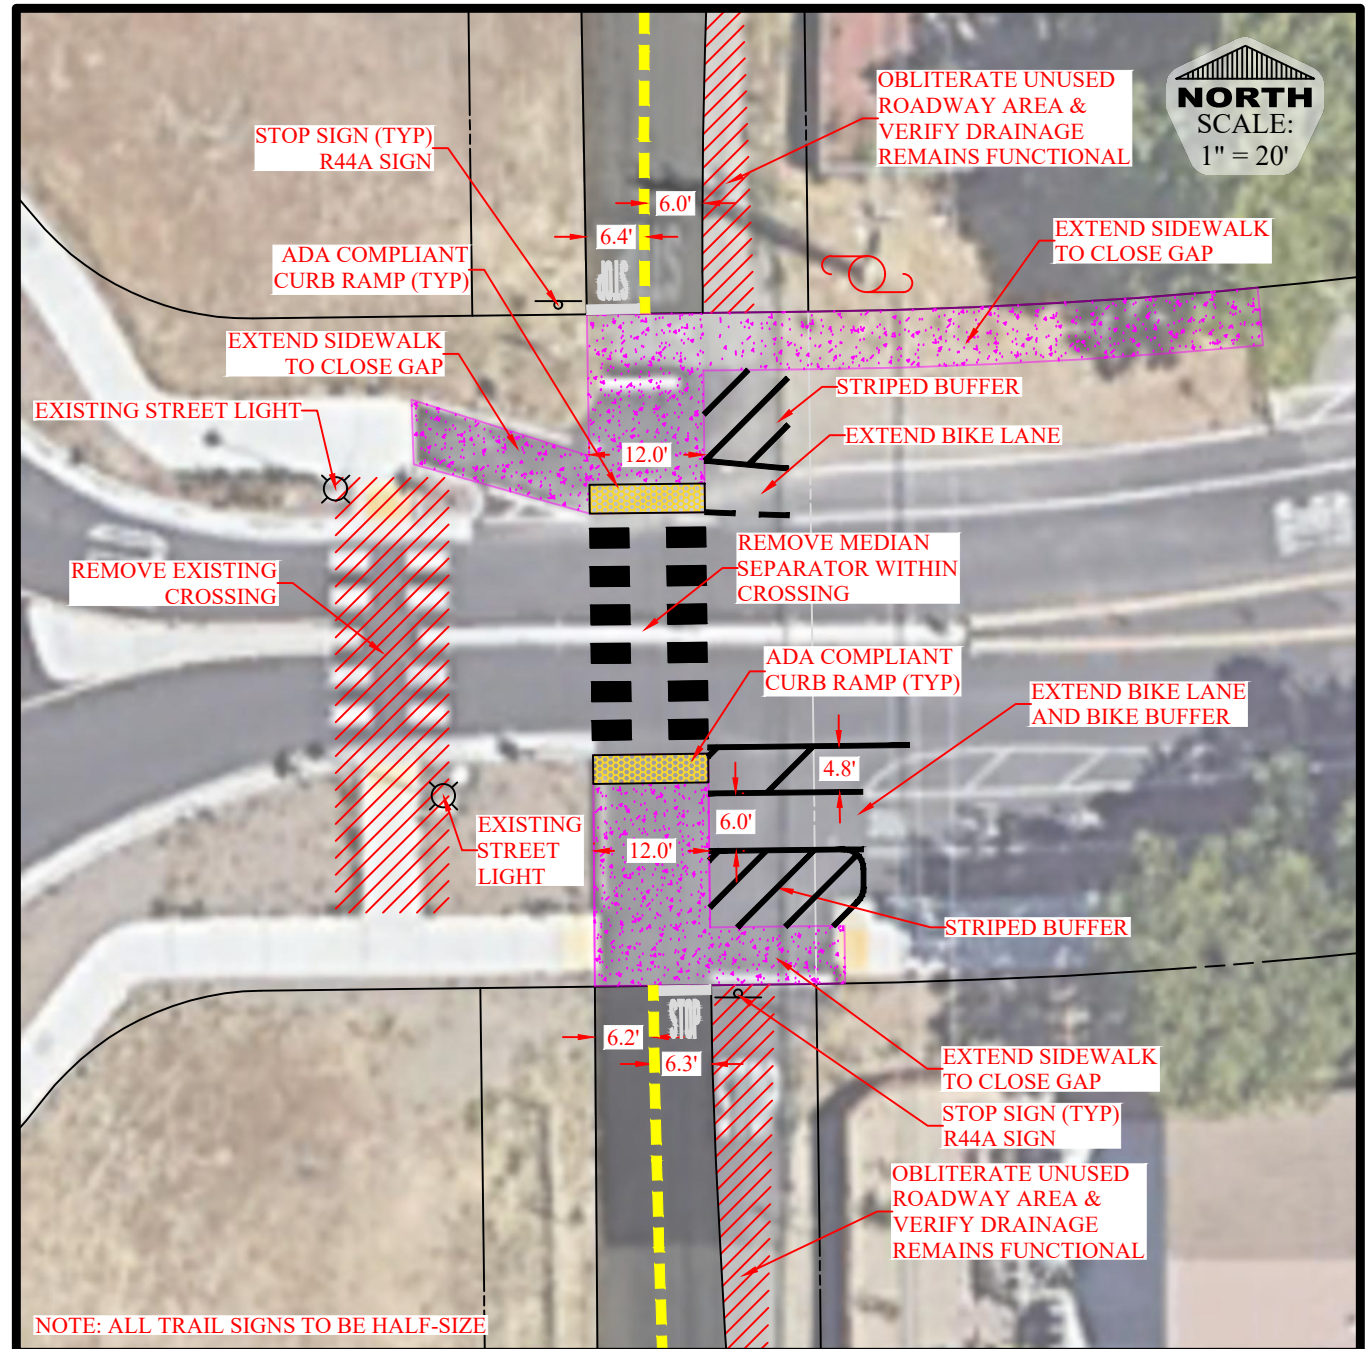 OBLITERATE UNUSED
ROADWAY AREA &
VERIFY DRAINAGE
REMAINS FUNCTIONAL
NORTH
SCALE:
1" = 20'
STOP SIGN (TYP)
R44A SIGN
6.0'
6.4'
EXTEND SIDEWALK
TO CLOSE GAP
ADA COMPLIANT
CURB RAMP (TYP)
STOP
EXTEND SIDEWALK
TO CLOSE GAP
STRIPED BUFFER
EXISTING STREET LIGHT
EXTEND BIKE LANE
12.0'
REMOVE MEDIAN
SEPARATOR WITHIN
CROSSING
REMOVE EXISTING
CROSSING
ADA COMPLIANT
CURB RAMP (TYP)
EXTEND BIKE LANE
AND BIKE BUFFER
4.8'
6.0'
EXISTING
STREET
LIGHT
12.0'
STRIPED BUFFER
STOP
6.2'
6.3'
EXTEND SIDEWALK
TO CLOSE GAP
STOP SIGN (TYP)
R44A SIGN
OBLITERATE UNUSED
ROADWAY AREA &
VERIFY DRAINAGE
REMAINS FUNCTIONAL
NOTE: ALL TRAIL SIGNS TO BE HALF-SIZE